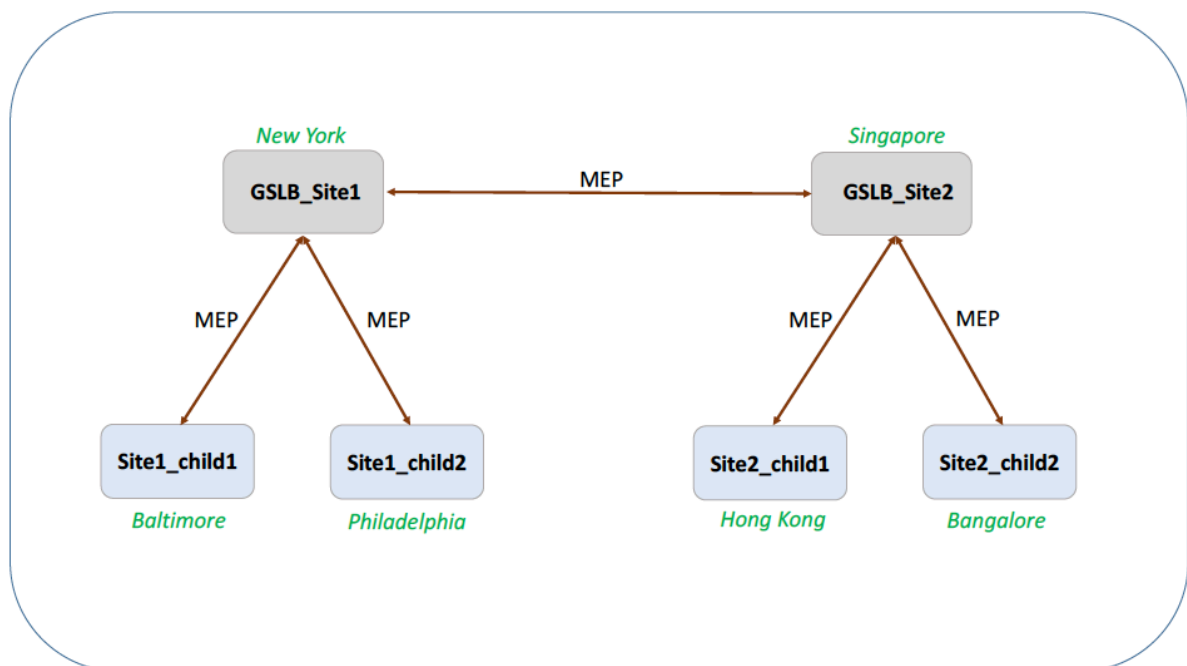 New York
Singapore
GSLB_Site1
MEP
GSLB_Site2
MEP
MEP
MEP
MEP
Site1_child1
Site1_child2
Site2_child1
Site2_child2
Baltimore
Philadelphia
Hong Kong
Bangalore